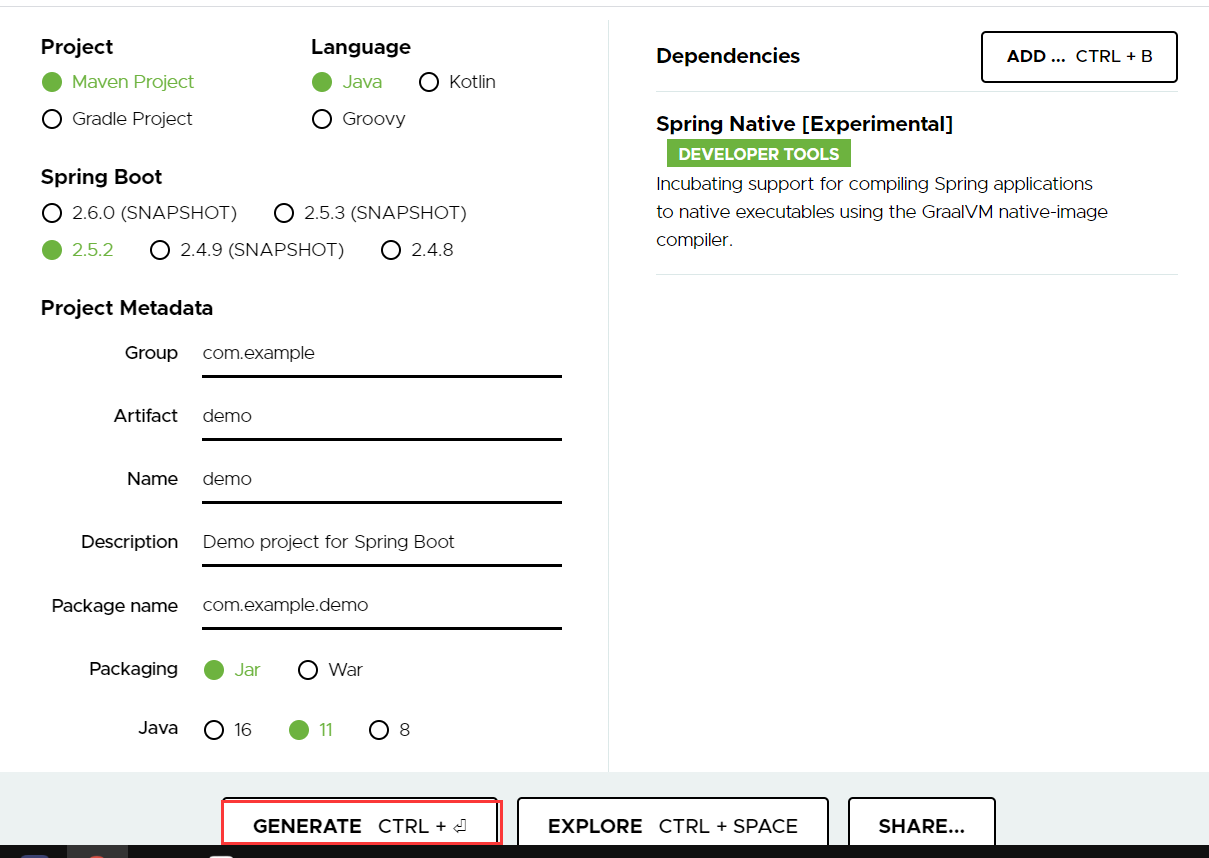 Project
Language
Maven Project
Java
Kotlin
Gradle Project
Groovy
Spring Boot
2.6.0 (SNAPSHOT)
2.5.3 (SNAPSHOT)
2.5.2
2.4.9 (SNAPSHOT)
2.4.8
Project Metadata
Group com.example
Artifact demo
Name demo
Description Demo project for Spring Boot
Package name com.example.demo
Packaging Jar War
Java 16 11 8
Dependencies
ADD ... CTRL + B
Spring Native [Experimental]
DEVELOPER TOOLS
Incubating support for compiling Spring applications
to native executables using the GraalVM native-image
compiler.
GENERATE CTRL + ⏎
EXPLORE CTRL + SPACE
SHARE...